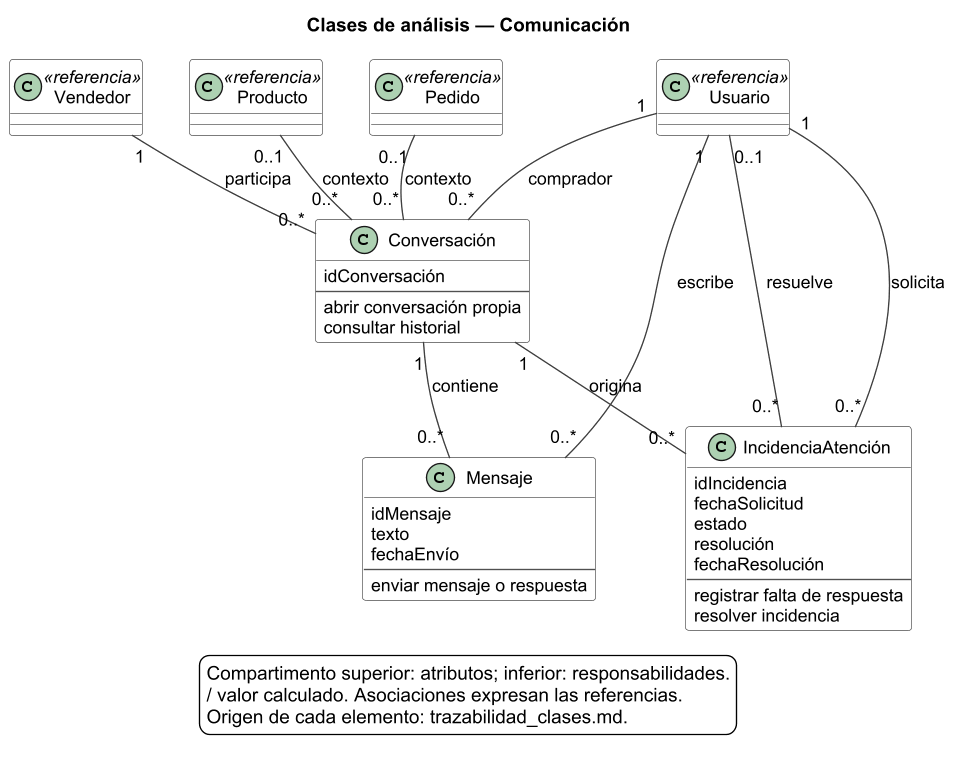 Clases de análisis — Comunicación
C «referencia» Vendedor
C «referencia» Producto
C «referencia» Pedido
C «referencia» Usuario
1
0..1
0..1
1
1
1
0..1
participa
contexto
contexto
comprador
0..*
0..*
0..*
0..*
C Conversación
idConversación
abrir conversación propia
consultar historial
escribe
resuelve
solicita
1
1
contiene
origina
0..*
0..*
0..*
0..*
0..*
C Mensaje
idMensaje
texto
fechaEnvío
enviar mensaje o respuesta
C IncidenciaAtención
idIncidencia
fechaSolicitud
estado
resolución
fechaResolución
registrar falta de respuesta
resolver incidencia
Compartimento superior: atributos; inferior: responsabilidades.
/ valor calculado. Asociaciones expresan las referencias.
Origen de cada elemento: trazabilidad_clases.md.